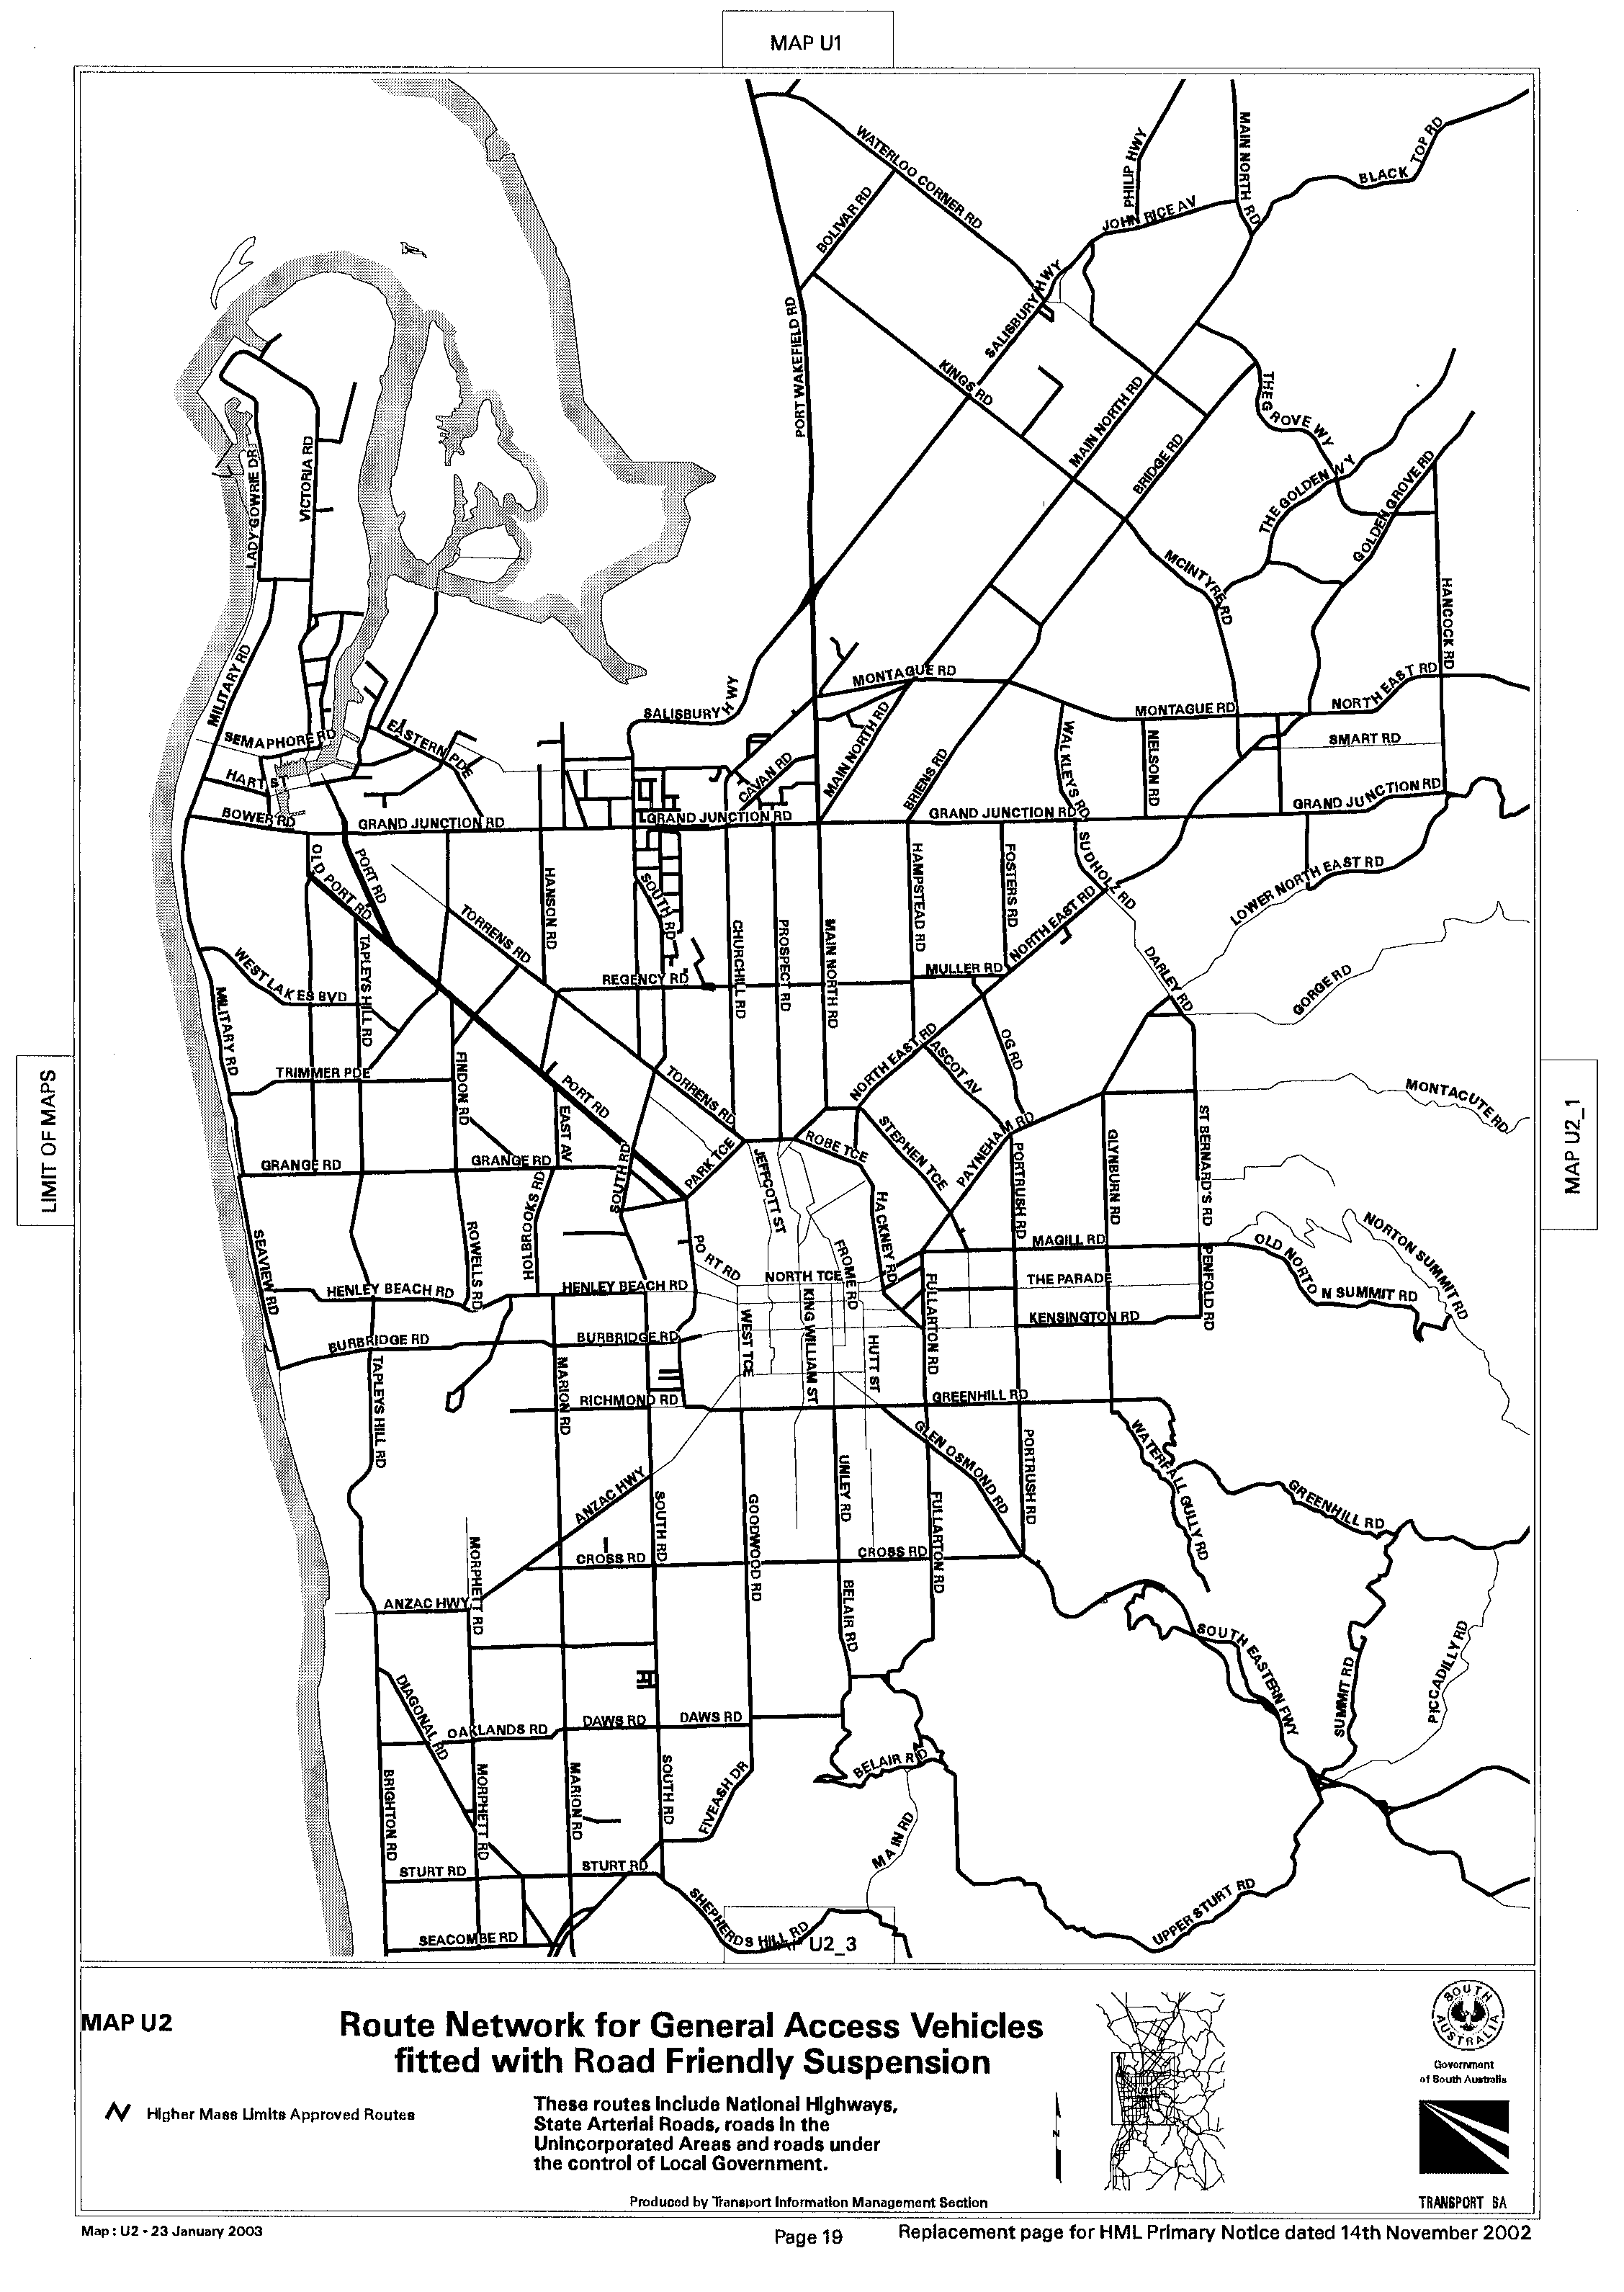 MAP U1
WATERLOO CORNER RD
PHILIP HWY
MAIN NORTH RD
BLACK TOP RD
BOLIVAR RD
JOHN RICE AV
SALISBURY HWY
PORT WAKEFIELD RD
KINGS RD
THE GROVE WY
MAIN NORTH RD
BRIDGE RD
VICTORIA RD
LADY GOWRIE DR
THE GOLDEN WY
GOLDEN GROVE RD
MCINTYRE RD
HANCOCK RD
MILITARY RD
MONTAGUE RD
SALISBURY HWY
MONTAGUE RD
NORTH EAST RD
SEMAPHORE RD
EASTERN PDE
MAIN NORTH RD
WALKLEYS RD
NELSON RD
SMART RD
HART ST
CAVAN RD
BRIENS RD
BOWER RD
GRAND JUNCTION RD
GRAND JUNCTION RD
GRAND JUNCTION RD
GRAND JUNCTION RD
OLD PORT RD
PORT RD
HANSON RD
SOUTH RD
HAMPSTEAD RD
FOSTERS RD
SUDHOLZ RD
LOWER NORTH EAST RD
TORRENS RD
CHURCHILL RD
PROSPECT RD
MAIN NORTH RD
NORTH EAST RD
TAPLEYS HILL RD
WEST LAKES BVD
REGENCY RD
MULLER RD
DARLEY RD
GORGE RD
MILITARY RD
TRIMMER PDE
FINDON RD
PORT RD
TORRENS RD
NORTH EAST RD
ASCOT AV
OG RD
MONTACUTE RD
LIMIT OF MAPS
MAP U2_1
EAST AV
GRANGE RD
GRANGE RD
SOUTH RD
PARK TCE
ROBE TCE
STEPHEN TCE
PAYNEHAM RD
PORTRUSH RD
GLYNBURN RD
ST BERNARD'S RD
JEFFCOTT ST
HOLBROOKS RD
HACKNEY RD
SEAVIEW RD
ROWELLS RD
PORT RD
FROME RD
MAGILL RD
OLD NORTON SUMMIT RD
NORTON SUMMIT RD
HENLEY BEACH RD
HENLEY BEACH RD
NORTH TCE
FULLARTON RD
THE PARADE
PENFOLD RD
KENSINGTON RD
BURBRIDGE RD
BURBRIDGE RD
WEST TCE
KING WILLIAM ST
HUTT ST
TAPLEYS HILL RD
MARION RD
RICHMOND RD
GREENHILL RD
GLEN OSMOND RD
PORTRUSH RD
WATERFALL GULLY RD
GREENHILL RD
ANZAC HWY
SOUTH RD
GOODWOOD RD
UNLEY RD
FULLARTON RD
MORPHETT RD
CROSS RD
CROSS RD
ANZAC HWY
BELAIR RD
SOUTH EASTERN FWY
SUMMIT RD
PICCADILLY RD
DIAGONAL RD
OAKLANDS RD
DAWS RD
DAWS RD
BELAIR RD
BRIGHTON RD
MORPHETT RD
MARION RD
SOUTH RD
FIVEASH DR
MAIN RD
STURT RD
STURT RD
SHEPHERDS HILL RD
UPPER STURT RD
SEACOMBE RD
U2_3
MAP U2
Route Network for General Access Vehicles
fitted with Road Friendly Suspension
Higher Mass Limits Approved Routes
These routes include National Highways,
State Arterial Roads, roads in the
Unincorporated Areas and roads under
the control of Local Government.
N
SOUTH AUSTRALIA
Government
of South Australia
Produced by Transport Information Management Section
TRANSPORT SA
Map : U2 - 23 January 2003
Page 19
Replacement page for HML Primary Notice dated 14th November 2002